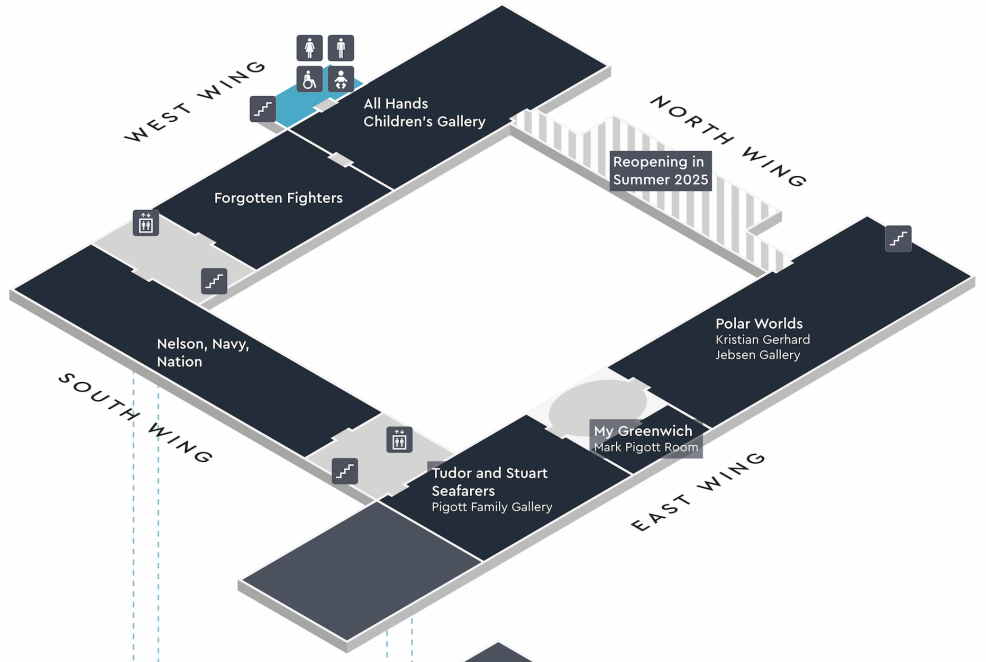 WEST WING
All Hands
Children's Gallery
NORTH WING
Reopening in
Summer 2025
Forgotten Fighters
Nelson, Navy,
Nation
Polar Worlds
Kristian Gerhard
Jebsen Gallery
SOUTH WING
My Greenwich
Mark Pigott Room
Tudor and Stuart
Seafarers
Pigott Family Gallery
EAST WING